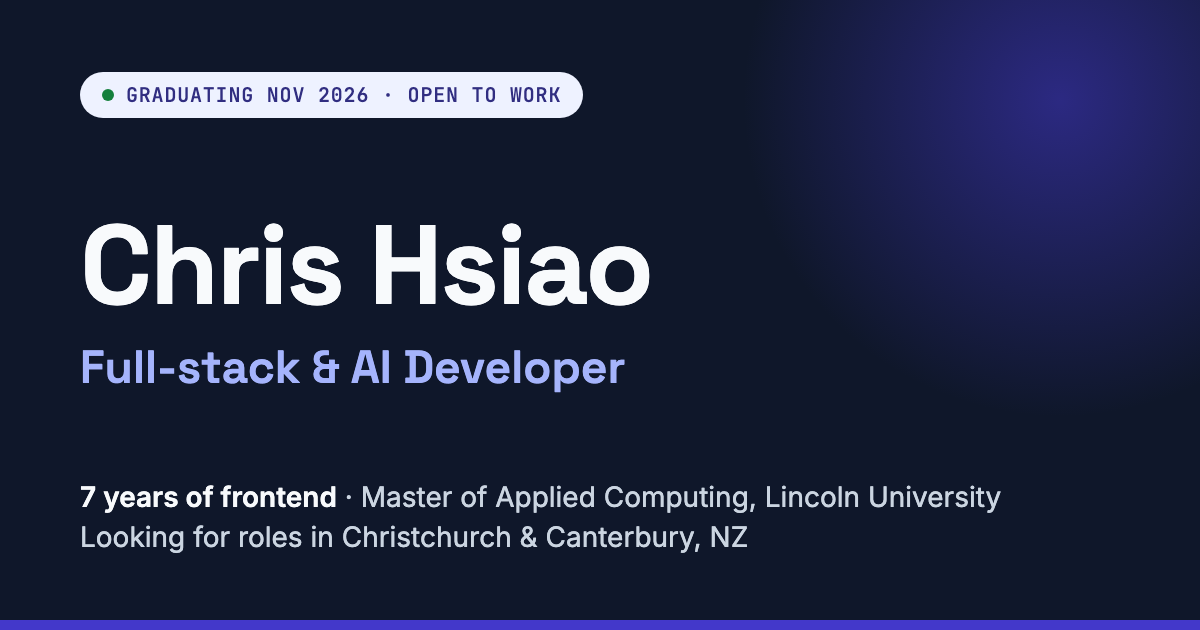 GRADUATING NOV 2026 · OPEN TO WORK
Chris Hsiao
Full-stack & AI Developer
7 years of frontend · Master of Applied Computing, Lincoln University
Looking for roles in Christchurch & Canterbury, NZ